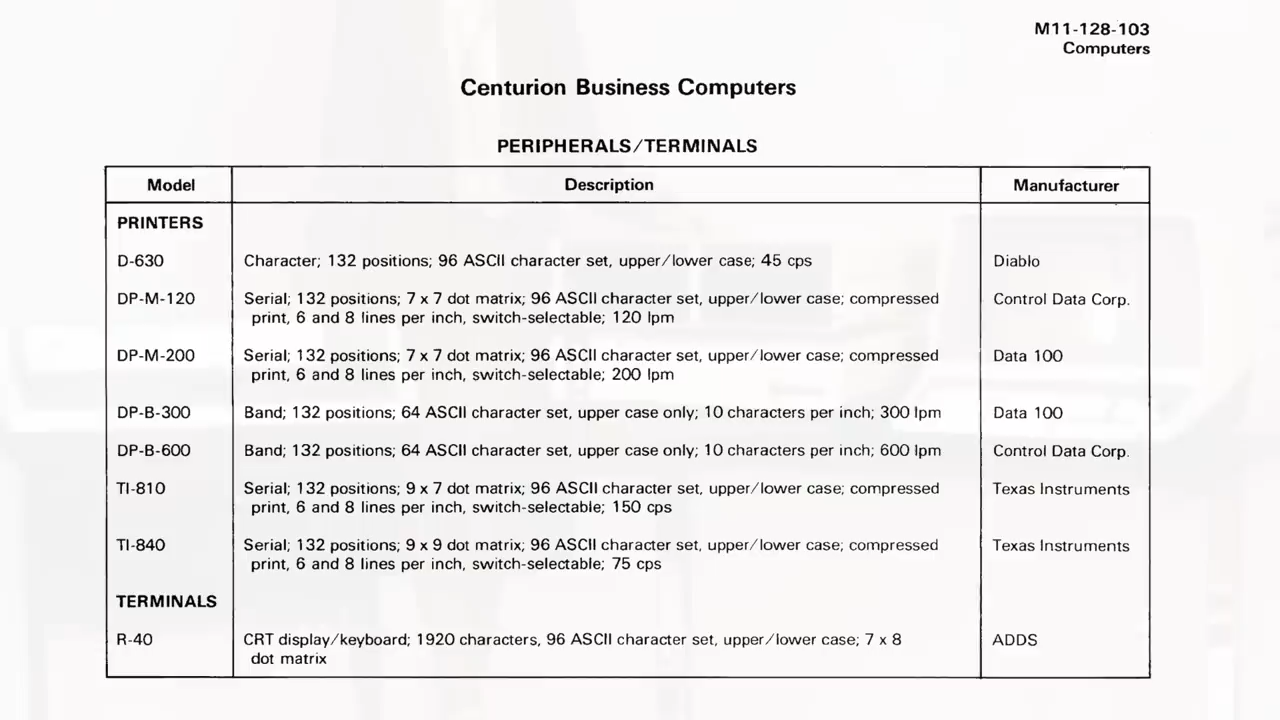 M11-128-103
Computers
Centurion Business Computers
PERIPHERALS/TERMINALS
Model Description Manufacturer
PRINTERS
D-630 Character; 132 positions; 96 ASCII character set, upper/lower case; 45 cps Diablo
DP-M-120 Serial; 132 positions; 7 x 7 dot matrix; 96 ASCII character set, upper/lower case; compressed Control Data Corp.
print, 6 and 8 lines per inch, switch-selectable; 120 lpm
DP-M-200 Serial; 132 positions; 7 x 7 dot matrix; 96 ASCII character set, upper/lower case; compressed Data 100
print, 6 and 8 lines per inch, switch-selectable; 200 lpm
DP-B-300 Band; 132 positions; 64 ASCII character set, upper case only; 10 characters per inch; 300 lpm Data 100
DP-B-600 Band; 132 positions; 64 ASCII character set, upper case only; 10 characters per inch; 600 lpm Control Data Corp.
TI-810 Serial; 132 positions; 9 x 7 dot matrix; 96 ASCII character set, upper/lower case; compressed Texas Instruments
print, 6 and 8 lines per inch, switch-selectable; 150 cps
TI-840 Serial; 132 positions; 9 x 9 dot matrix; 96 ASCII character set, upper/lower case; compressed Texas Instruments
print, 6 and 8 lines per inch, switch-selectable; 75 cps
TERMINALS
R-40 CRT display/keyboard; 1920 characters, 96 ASCII character set, upper/lower case; 7 x 8 ADDS
dot matrix